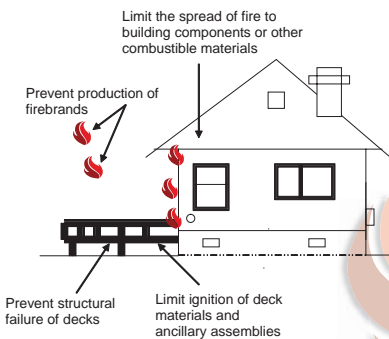 Limit the spread of fire to
building components or other
combustible materials
Prevent production of
firebrands
Prevent structural
failure of decks
Limit ignition of deck
materials and
ancillary assemblies